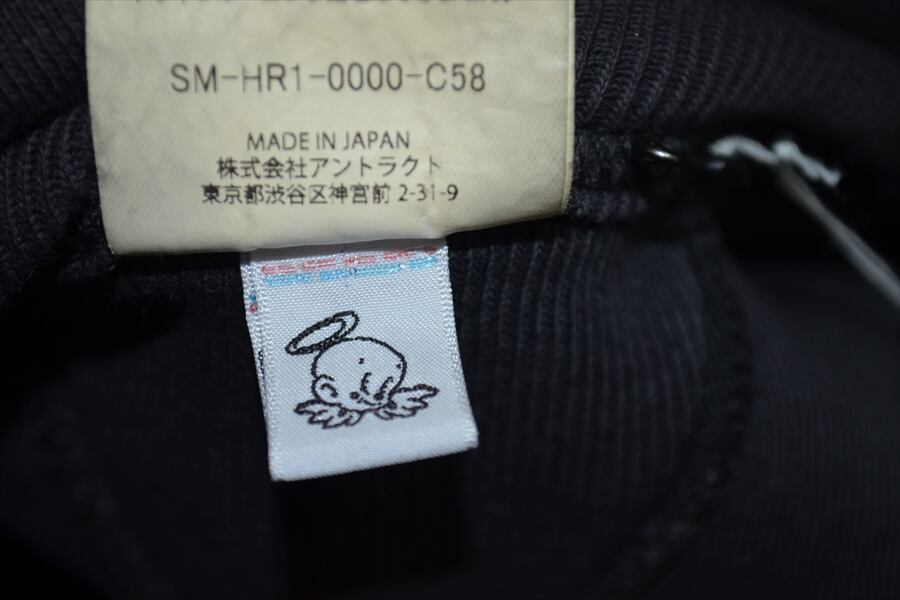 SM-HR1-0000-C58
MADE IN JAPAN
株式会社アントラクト
東京都渋谷区神宮前 2-31-9